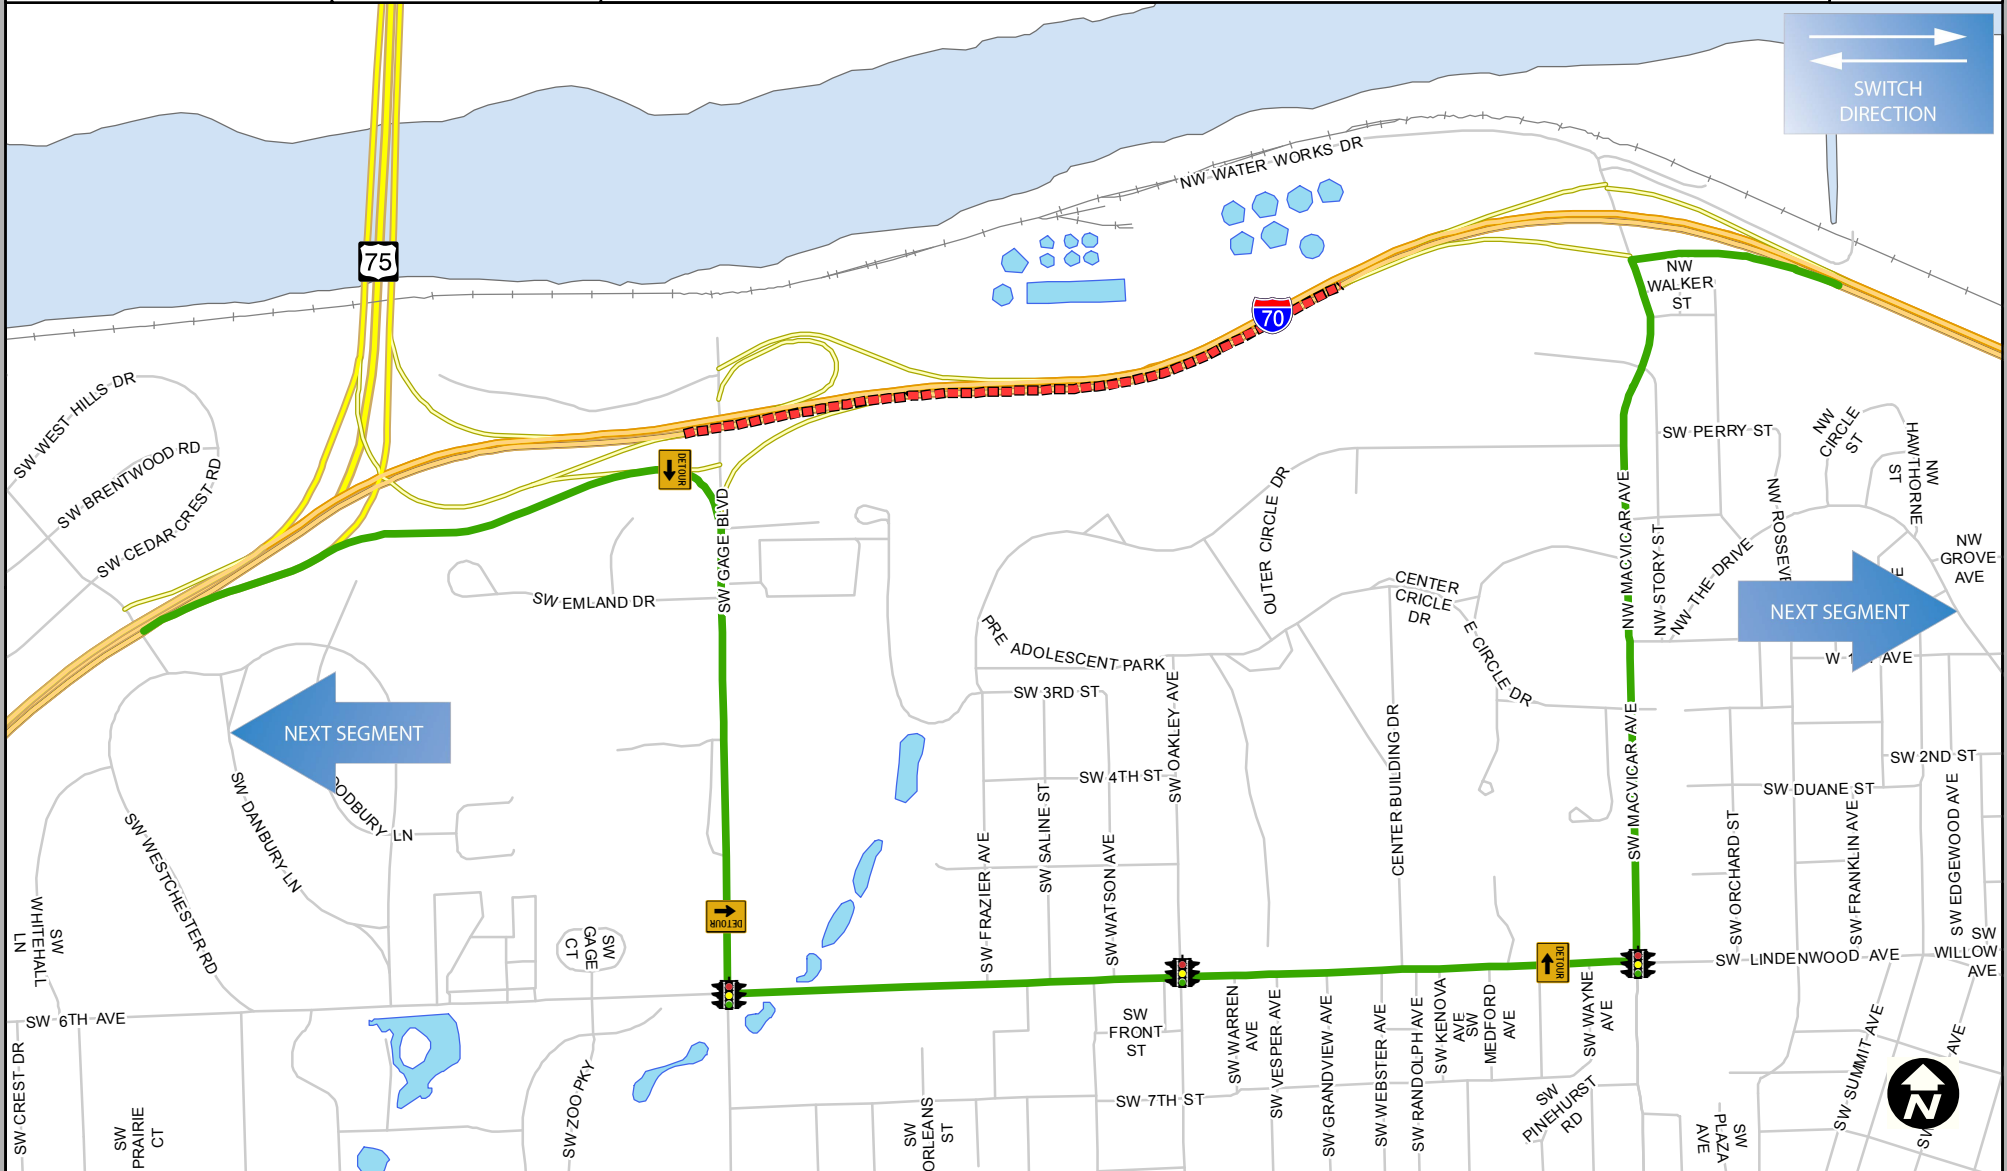 SWITCH
DIRECTION
NW WATER WORKS DR
75
70
NW
WALKER
ST
SW WEST HILLS DR
SW BRENTWOOD RD
SW CEDAR CREST RD
DETOUR
SW GAGE BLVD
SW EMLAND DR
OUTER CIRCLE DR
SW PERRY ST
NW
CIRCLE
ST
NW
HAWTHORNE
ST
NW MACVICAR AVE
NW STORY ST
NW THE DRIVE
NW
GROVE
AVE
NEXT SEGMENT
CENTER
CRICLE
DR
E CIRCLE DR
PRE ADOLESCENT PARK
SW 3RD ST
SW OAKLEY AVE
SW 4TH ST
SW SALINE ST
SW WATSON AVE
SW FRAZIER AVE
CENTER BUILDING DR
SW MACVICAR AVE
AVE
SW 2ND ST
SW DUANE ST
SW ORCHARD ST
SW FRANKLIN AVE
SW EDGEWOOD AVE
NEXT SEGMENT
SW DANBURY LN
LN
SW WESTCHESTER RD
SW
WHITEHALL
LN
SW
GAGE
CT
DETOUR
DETOUR
SW LINDENWOOD AVE
SW
WILLOW
AVE
SW 6TH AVE
SW CREST DR
SW
PRAIRIE
CT
SW ZOO PKY
SW
ORLEANS
ST
SW
FRONT
ST
SW 7TH ST
SW WARREN
AVE
SW VESPER AVE
SW GRANDVIEW AVE
SW WEBSTER AVE
SW RANDOLPH AVE
SW KENOVA
AVE
SW
MEDFORD
AVE
SW WAYNE
AVE
SW
PINEHURST
RD
SW
PLAZA
AVE
SW SUMMIT AVE
AVE
N